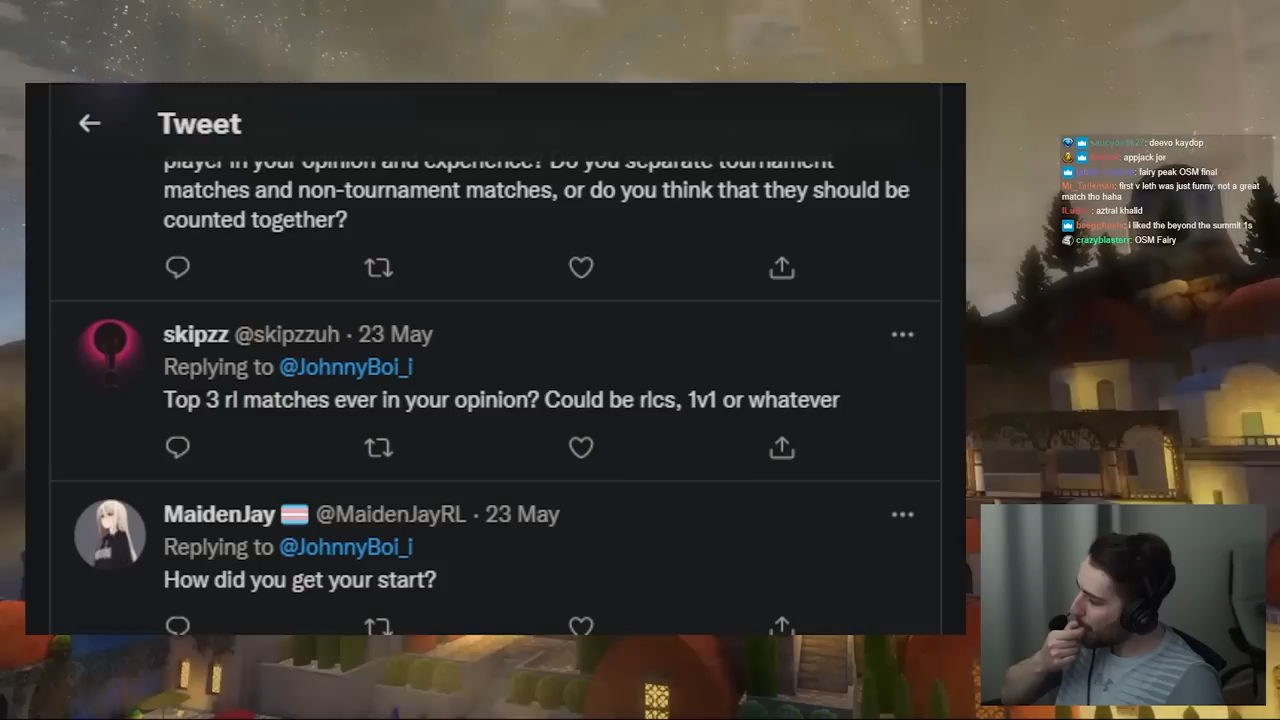 Tweet
player in your opinion and experience? Do you separate tournament
matches and non-tournament matches, or do you think that they should be
counted together?
skipzz @skipzzuh · 23 May
Replying to @JohnnyBoi_i
Top 3 rl matches ever in your opinion? Could be rlcs, 1v1 or whatever
MaidenJay @MaidenJayRL · 23 May
Replying to @JohnnyBoi_i
How did you get your start?
: deevo kaydop
: appjack jor
: fairy peak OSM final
Mr_Talisman: first v leth was just funny, not a great
match tho haha
: aztral khalid
: i liked the beyond the summit 1s
crazyblasterr: OSM Fairy